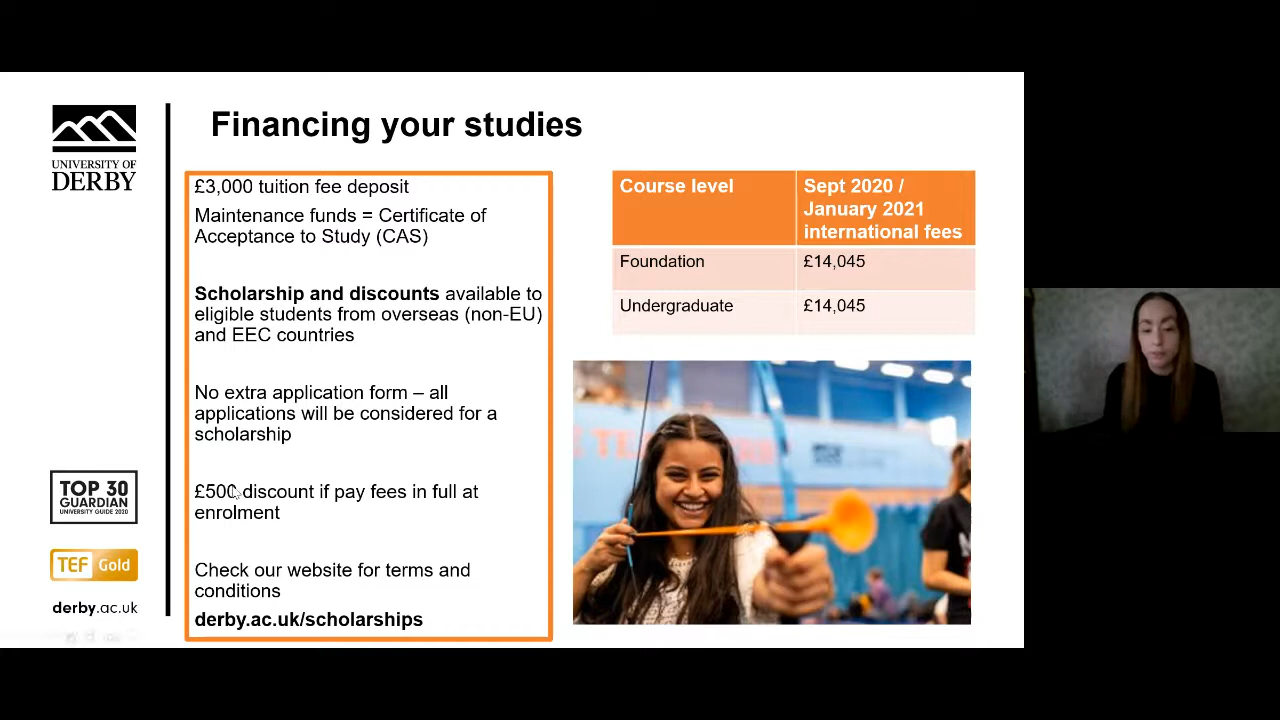 Financing your studies
UNIVERSITY OF
DERBY
£3,000 tuition fee deposit
Maintenance funds = Certificate of
Acceptance to Study (CAS)
Scholarship and discounts available to
eligible students from overseas (non-EU)
and EEC countries
No extra application form – all
applications will be considered for a
scholarship
£500 discount if pay fees in full at
enrolment
Check our website for terms and
conditions
derby.ac.uk/scholarships
Course level
Sept 2020 /
January 2021
international fees
Foundation £14,045
Undergraduate £14,045
TOP 30
GUARDIAN
UNIVERSITY GUIDE 2020
TEF Gold
derby.ac.uk